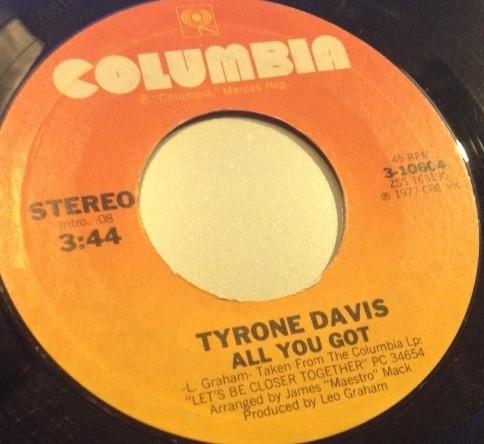 COLUMBIA
℗ "Columbia," Marcas Reg.
45 RPM
3-10604
ZSS 163195
℗ 1977 CBS Inc.
STEREO
Intro. :08
3:44
TYRONE DAVIS
ALL YOU GOT
-L. Graham- Taken From The Columbia Lp:
"LET'S BE CLOSER TOGETHER" PC 34654
Arranged by James "Maestro" Mack
Produced by Leo Graham